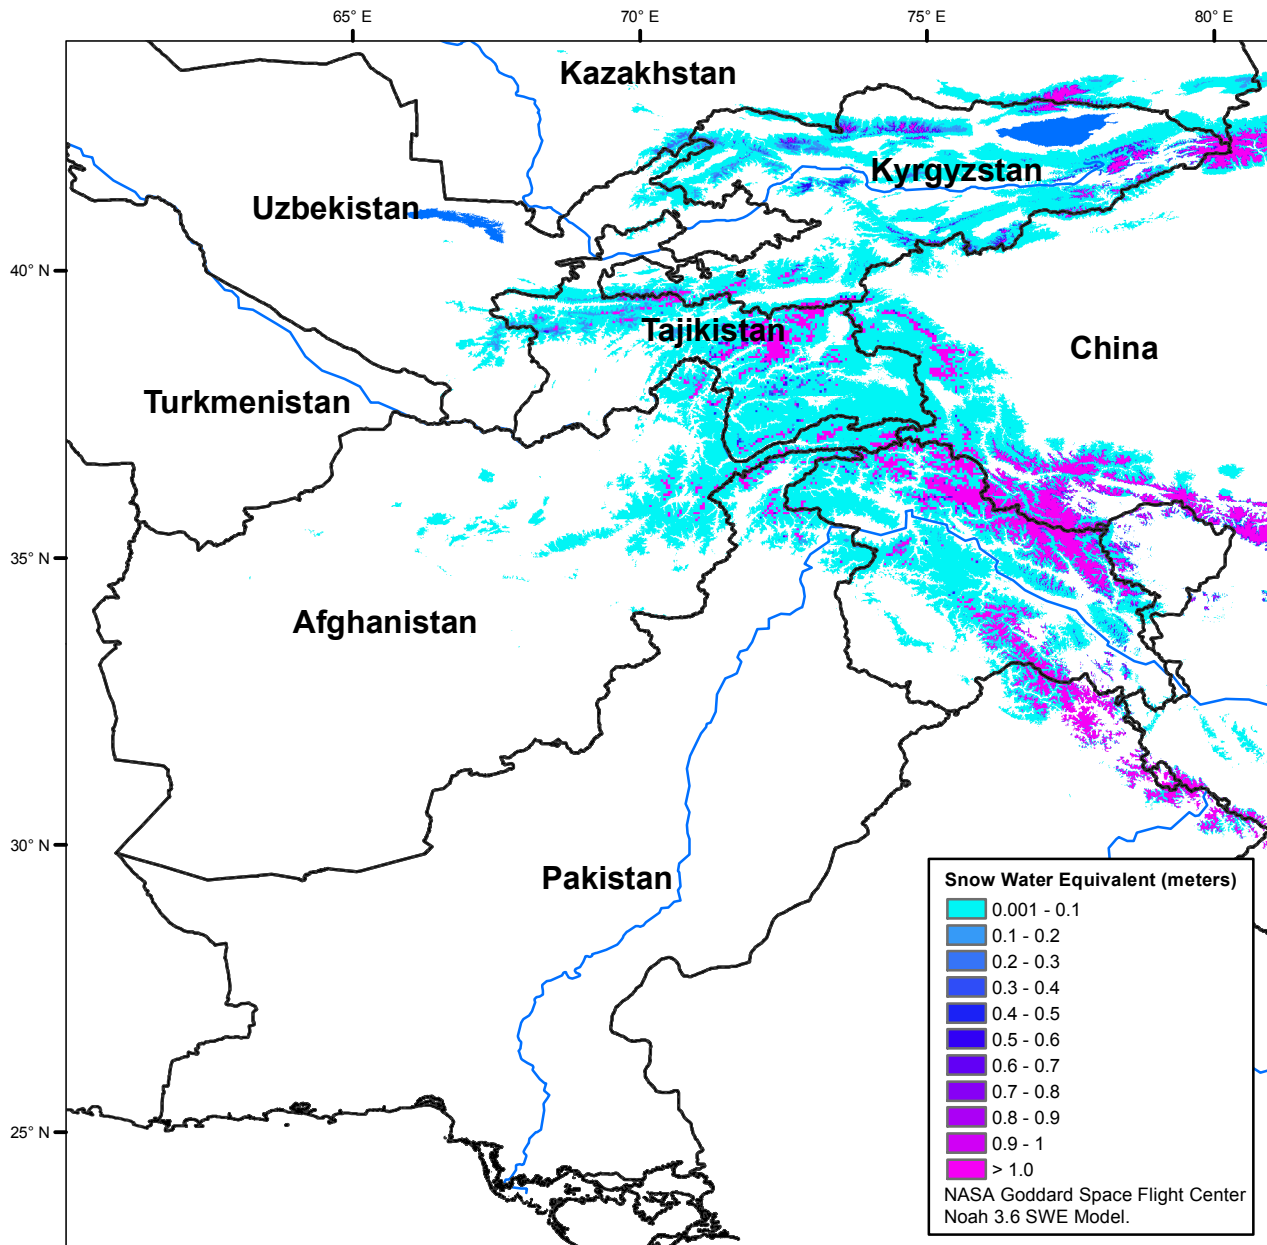 65° E
70° E
75° E
80° E
Kazakhstan
Kyrgyzstan
Uzbekistan
40° N
Tajikistan
China
Turkmenistan
35° N
Afghanistan
30° N
Pakistan
25° N
Snow Water Equivalent (meters)
0.001 - 0.1
0.1 - 0.2
0.2 - 0.3
0.3 - 0.4
0.4 - 0.5
0.5 - 0.6
0.6 - 0.7
0.7 - 0.8
0.8 - 0.9
0.9 - 1
> 1.0
NASA Goddard Space Flight Center
Noah 3.6 SWE Model.